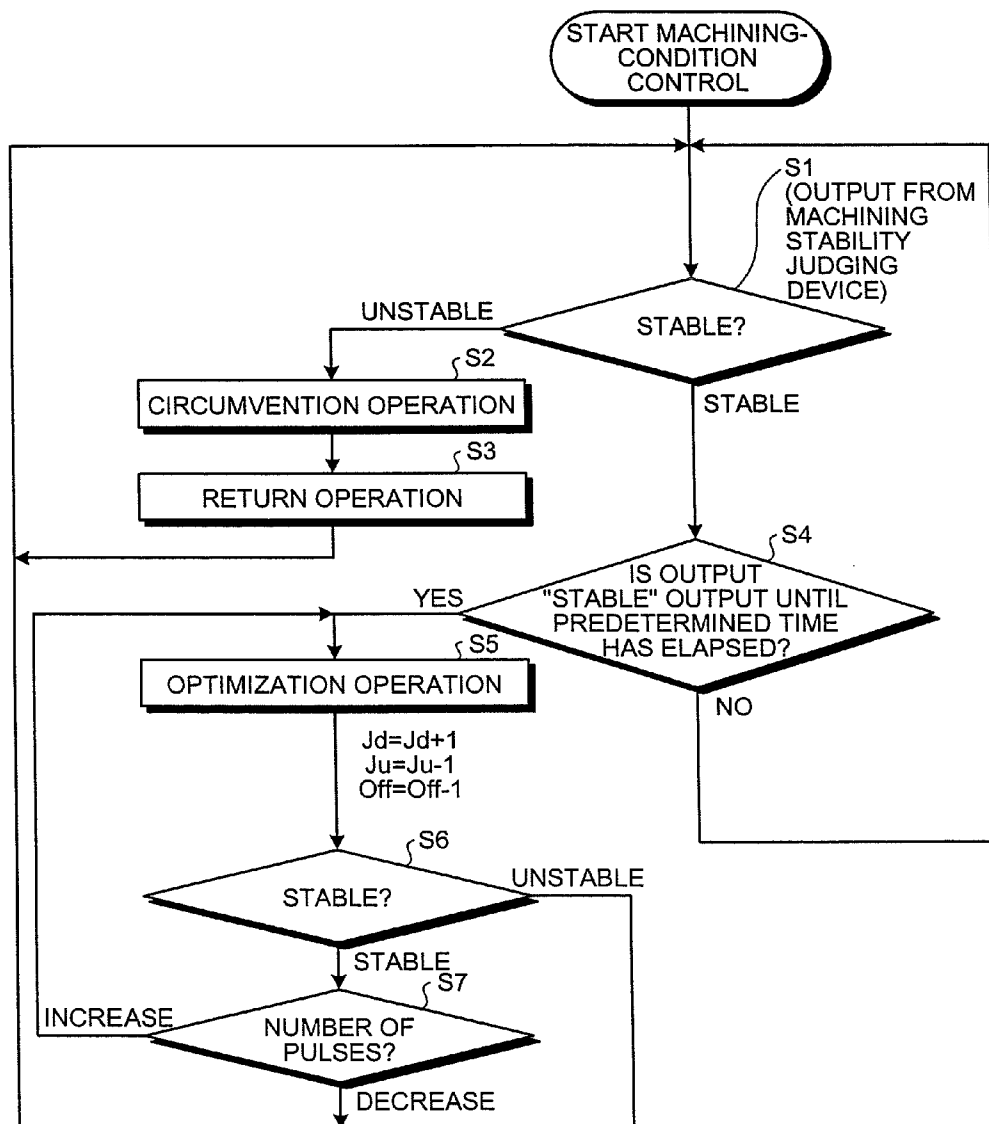 START MACHINING-
CONDITION
CONTROL
S1
(OUTPUT FROM
MACHINING
STABILITY
JUDGING
DEVICE)
UNSTABLE
STABLE?
S2
CIRCUMVENTION OPERATION
STABLE
S3
RETURN OPERATION
S4
YES
IS OUTPUT
"STABLE" OUTPUT UNTIL
PREDETERMINED TIME
HAS ELAPSED?
S5
OPTIMIZATION OPERATION
NO
Jd=Jd+1
Ju=Ju-1
Off=Off-1
S6
UNSTABLE
STABLE?
STABLE
S7
INCREASE
NUMBER OF
PULSES?
DECREASE